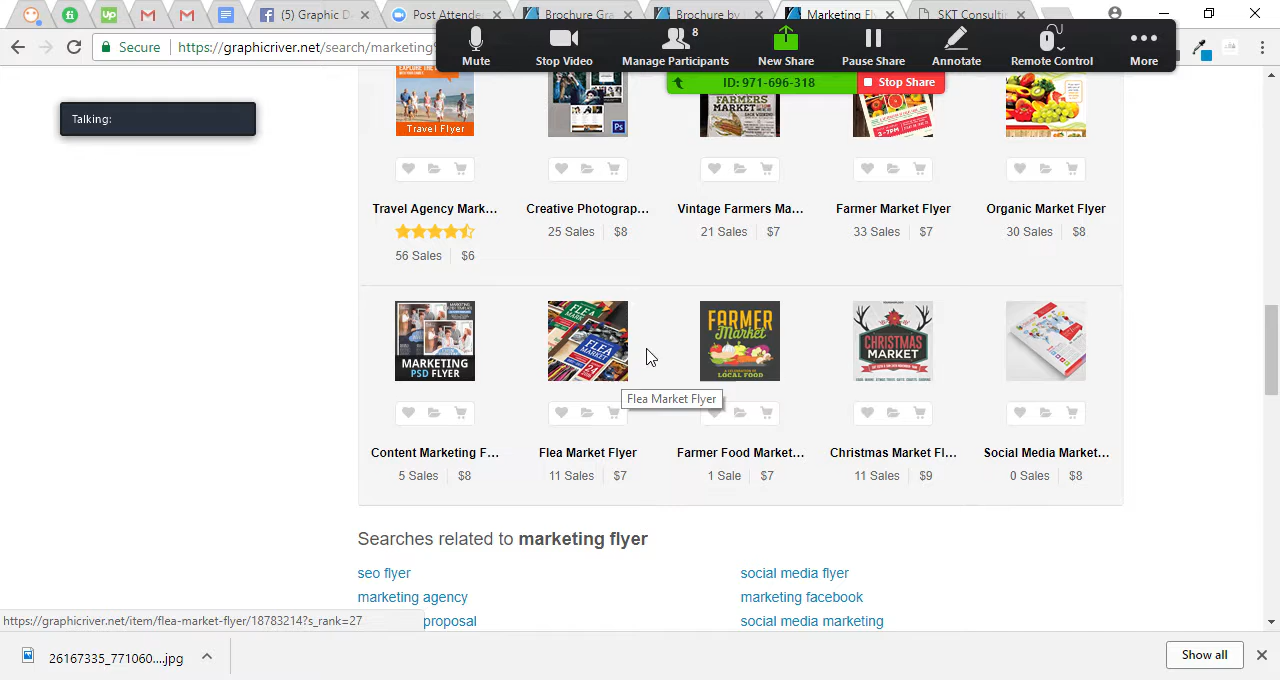 (5) Graphic D
Post Attende
Brochure Gra
Brochure by
Marketing Fly
SKT Consultin
Secure
https://graphicriver.net/search/marketing
Mute
Stop Video
8
Manage Participants
New Share
Pause Share
Annotate
Remote Control
More
ID: 971-696-318
Stop Share
Talking:
EXPLORE THE
Travel Flyer
Ps
FARMERS
MARKET
Travel Agency Mark...
Creative Photograp...
Vintage Farmers Ma...
Farmer Market Flyer
Organic Market Flyer
25 Sales
$8
21 Sales
$7
33 Sales
$7
30 Sales
$8
56 Sales
$6
MARKETING
PSD FLYER
FLEA
MARKET
FARMER
Market
A CELEBRATION OF
LOCAL FOOD
CHRISTMAS
MARKET
Flea Market Flyer
Content Marketing F...
Flea Market Flyer
Farmer Food Market...
Christmas Market Fl...
Social Media Market...
5 Sales
$8
11 Sales
$7
1 Sale
$7
11 Sales
$9
0 Sales
$8
Searches related to marketing flyer
seo flyer
social media flyer
marketing agency
marketing facebook
proposal
social media marketing
https://graphicriver.net/item/flea-market-flyer/18783214?s_rank=27
26167335_771060....jpg
Show all